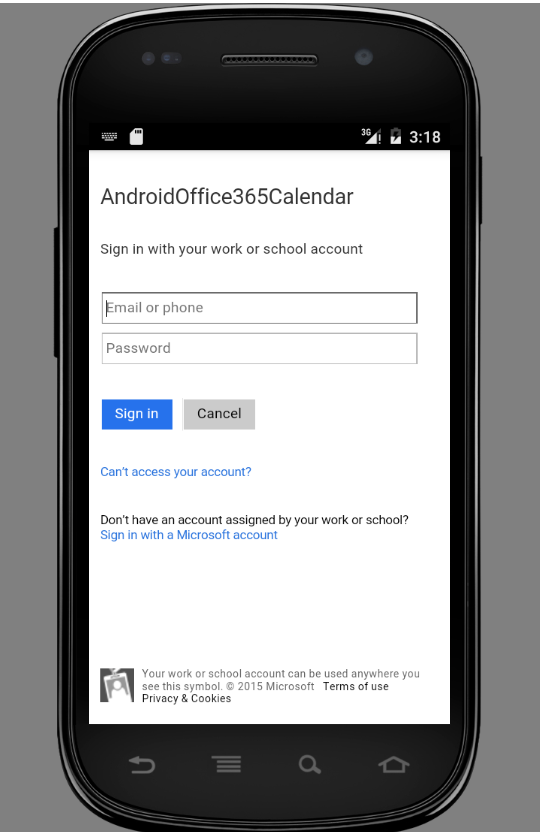 3G 3:18
AndroidOffice365Calendar
Sign in with your work or school account
Email or phone
Password
Sign in Cancel
Can't access your account?
Don't have an account assigned by your work or school?
Sign in with a Microsoft account
Your work or school account can be used anywhere you
see this symbol. © 2015 Microsoft Terms of use
Privacy & Cookies